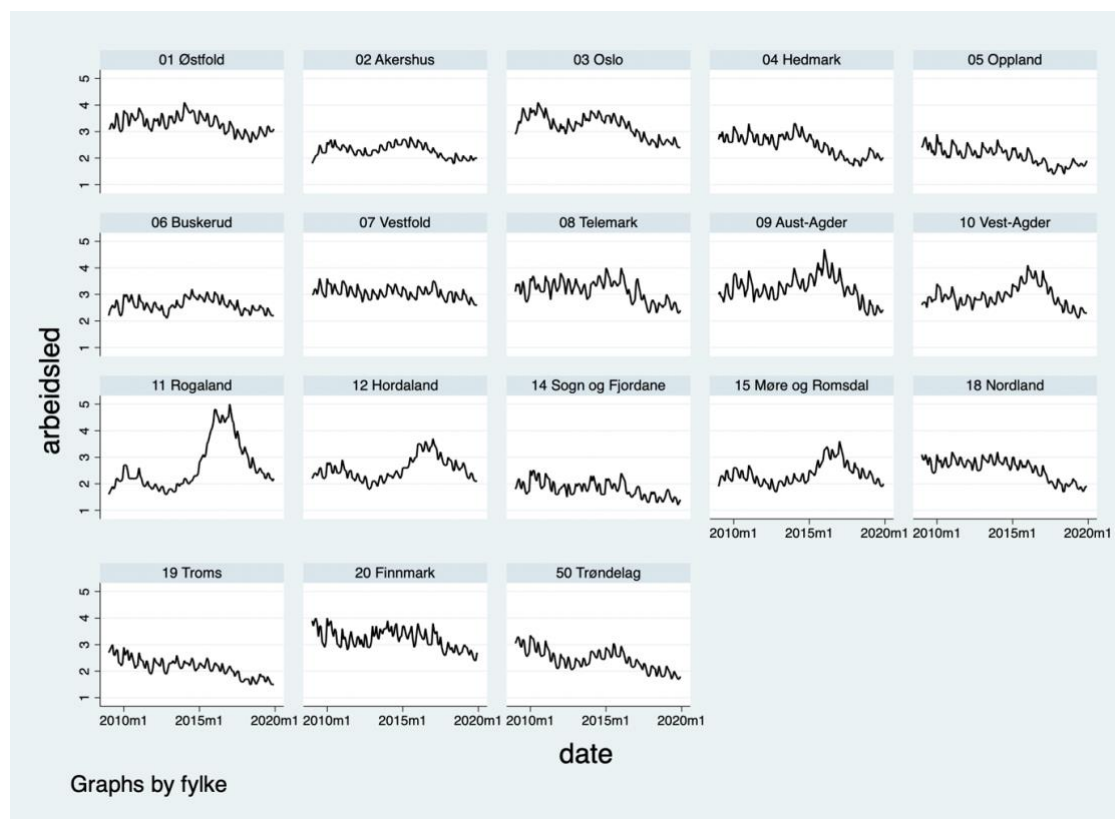 01 Østfold
02 Akershus
03 Oslo
04 Hedmark
05 Oppland
5
4
3
2
1
06 Buskerud
07 Vestfold
08 Telemark
09 Aust-Agder
10 Vest-Agder
5
4
3
2
1
arbeidsled
11 Rogaland
12 Hordaland
14 Sogn og Fjordane
15 Møre og Romsdal
18 Nordland
5
4
3
2
1
2010m1 2015m1 2020m1 2010m1 2015m1 2020m1
19 Troms
20 Finnmark
50 Trøndelag
5
4
3
2
1
2010m1 2015m1 2020m1 2010m1 2015m1 2020m1 2010m1 2015m1 2020m1
date
Graphs by fylke